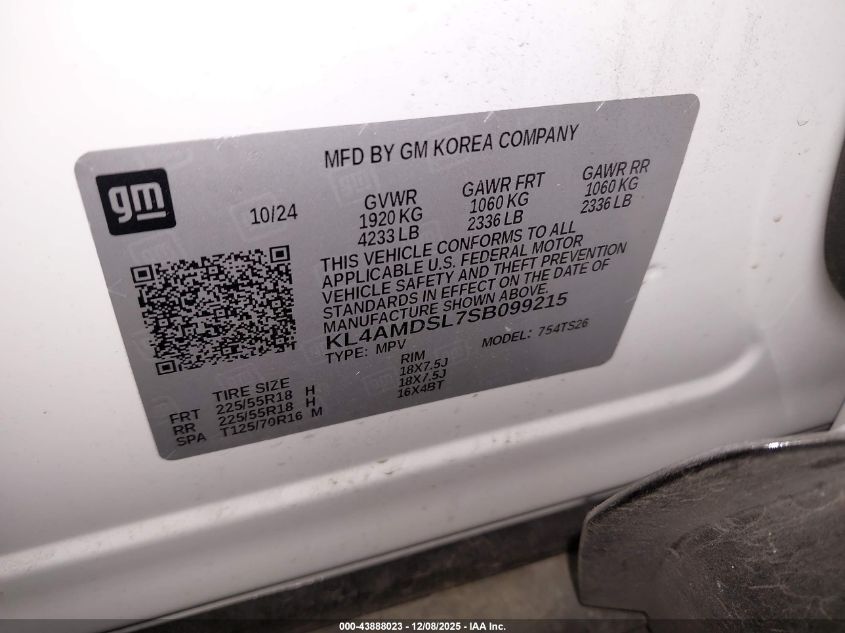 MFD BY GM KOREA COMPANY
gm
10/24
GVWR
1920 KG
4233 LB
GAWR FRT
1060 KG
2336 LB
GAWR RR
1060 KG
2336 LB
THIS VEHICLE CONFORMS TO ALL
APPLICABLE U.S. FEDERAL MOTOR
VEHICLE SAFETY AND THEFT PREVENTION
STANDARDS IN EFFECT ON THE DATE OF
MANUFACTURE SHOWN ABOVE.
KL4AMDSL7SB099215
TYPE: MPV
MODEL: 754TS26
TIRE SIZE
RIM
FRT 225/55R18 H 18X7.5J
RR 225/55R18 H 18X7.5J
SPA T125/70R16 M 16X4BT
000-43888023 - 12/08/2025 - IAA Inc.